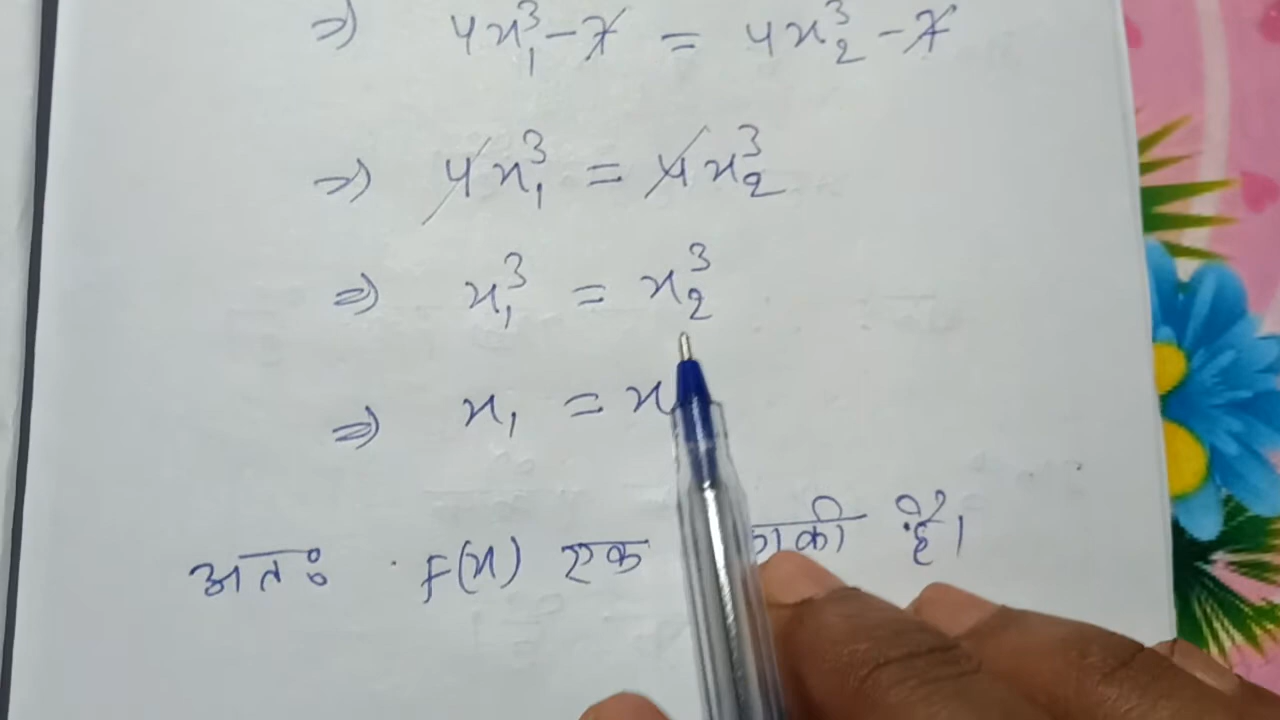 ⇒ 4x₁³ - 7 = 4x₂³ - 7
⇒ 4x₁³ = 4x₂³
⇒ x₁³ = x₂³
⇒ x₁ = x
अतः F(x) एक है।